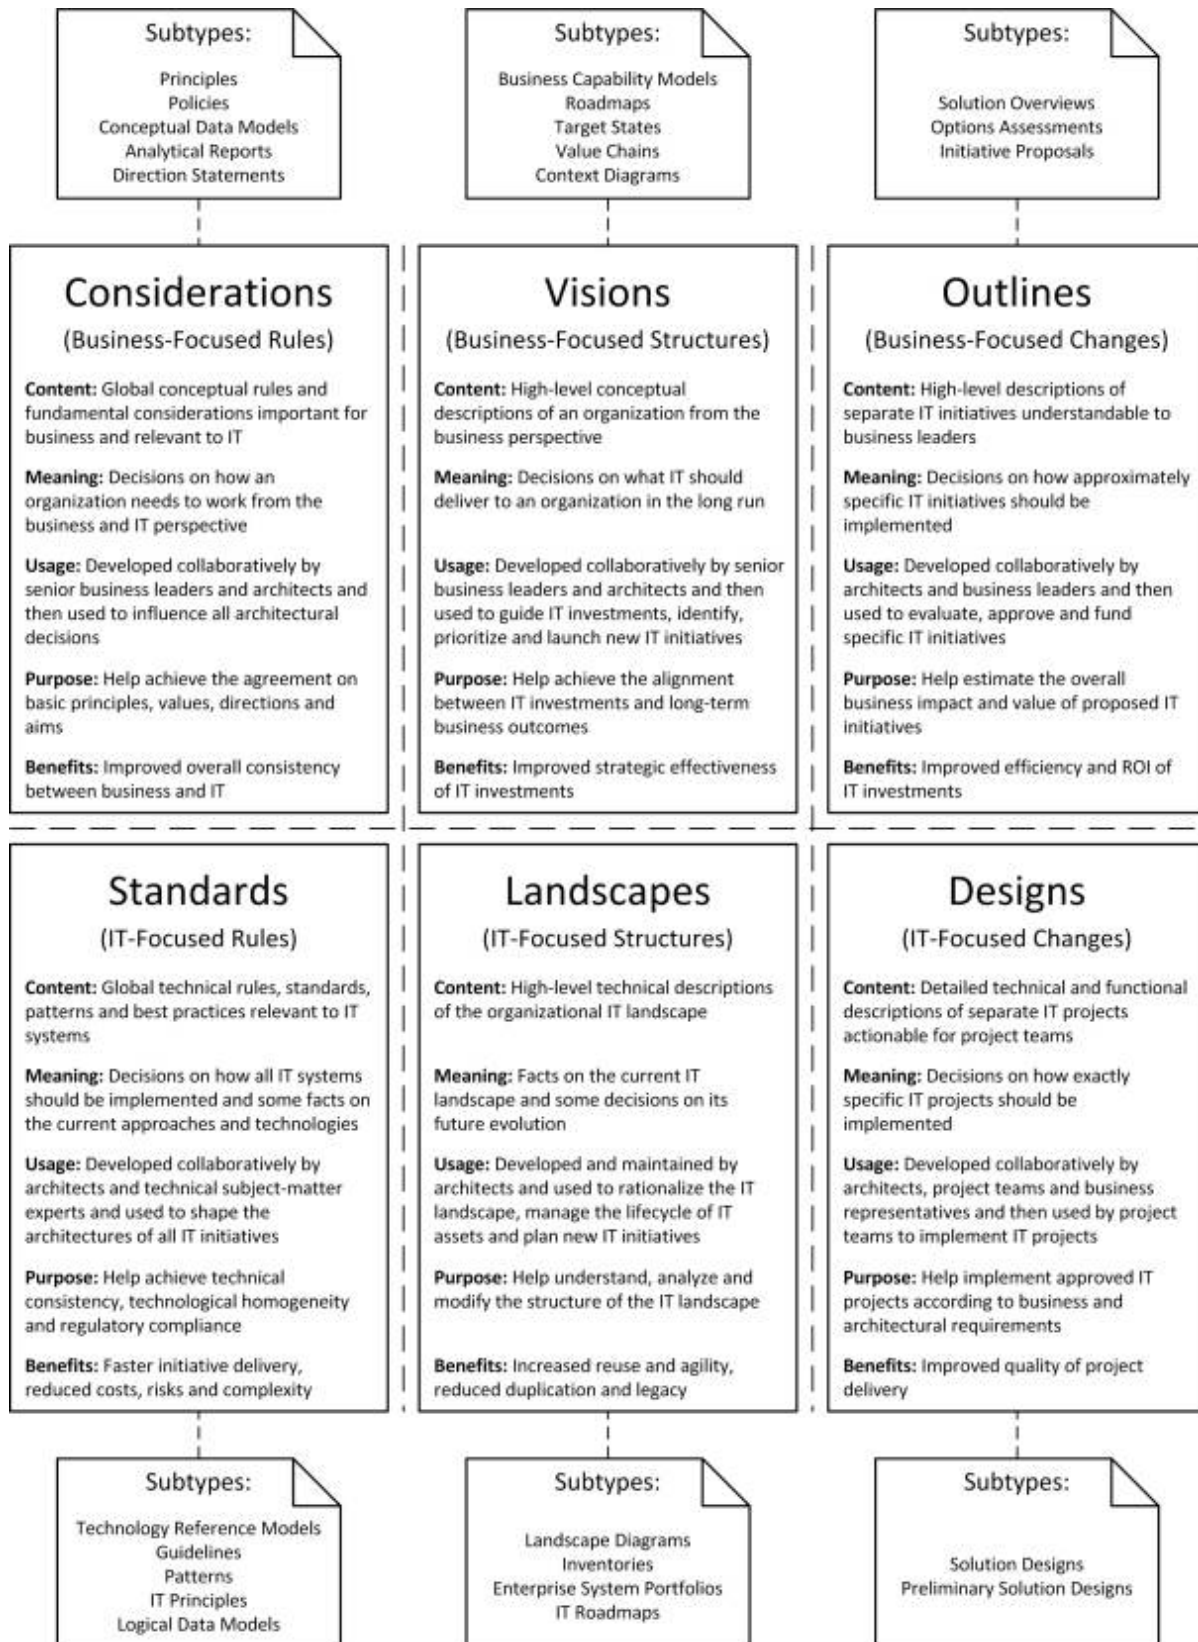 Subtypes:
Principles
Policies
Conceptual Data Models
Analytical Reports
Direction Statements
Subtypes:
Business Capability Models
Roadmaps
Target States
Value Chains
Context Diagrams
Subtypes:
Solution Overviews
Options Assessments
Initiative Proposals
Considerations
(Business-Focused Rules)
Content: Global conceptual rules and
fundamental considerations important for
business and relevant to IT
Meaning: Decisions on how an
organization needs to work from the
business and IT perspective
Usage: Developed collaboratively by
senior business leaders and architects and
then used to influence all architectural
decisions
Purpose: Help achieve the agreement on
basic principles, values, directions and
aims
Benefits: Improved overall consistency
between business and IT
Visions
(Business-Focused Structures)
Content: High-level conceptual
descriptions of an organization from the
business perspective
Meaning: Decisions on what IT should
deliver to an organization in the long run
Usage: Developed collaboratively by senior
business leaders and architects and then
used to guide IT investments, identify,
prioritize and launch new IT initiatives
Purpose: Help achieve the alignment
between IT investments and long-term
business outcomes
Benefits: Improved strategic effectiveness
of IT investments
Outlines
(Business-Focused Changes)
Content: High-level descriptions of
separate IT initiatives understandable to
business leaders
Meaning: Decisions on how approximately
specific IT initiatives should be
implemented
Usage: Developed collaboratively by
architects and business leaders and then
used to evaluate, approve and fund
specific IT initiatives
Purpose: Help estimate the overall
business impact and value of proposed IT
initiatives
Benefits: Improved efficiency and ROI of
IT investments
Standards
(IT-Focused Rules)
Content: Global technical rules, standards,
patterns and best practices relevant to IT
systems
Meaning: Decisions on how all IT systems
should be implemented and some facts on
the current approaches and technologies
Usage: Developed collaboratively by
architects and technical subject-matter
experts and used to shape the
architectures of all IT initiatives
Purpose: Help achieve technical
consistency, technological homogeneity
and regulatory compliance
Benefits: Faster initiative delivery,
reduced costs, risks and complexity
Landscapes
(IT-Focused Structures)
Content: High-level technical descriptions
of the organizational IT landscape
Meaning: Facts on the current IT
landscape and some decisions on its
future evolution
Usage: Developed and maintained by
architects and used to rationalize the IT
landscape, manage the lifecycle of IT
assets and plan new IT initiatives
Purpose: Help understand, analyze and
modify the structure of the IT landscape
Benefits: Increased reuse and agility,
reduced duplication and legacy
Designs
(IT-Focused Changes)
Content: Detailed technical and functional
descriptions of separate IT projects
actionable for project teams
Meaning: Decisions on how exactly
specific IT projects should be
implemented
Usage: Developed collaboratively by
architects, project teams and business
representatives and then used by project
teams to implement IT projects
Purpose: Help implement approved IT
projects according to business and
architectural requirements
Benefits: Improved quality of project
delivery
Subtypes:
Technology Reference Models
Guidelines
Patterns
IT Principles
Logical Data Models
Subtypes:
Landscape Diagrams
Inventories
Enterprise System Portfolios
IT Roadmaps
Subtypes:
Solution Designs
Preliminary Solution Designs